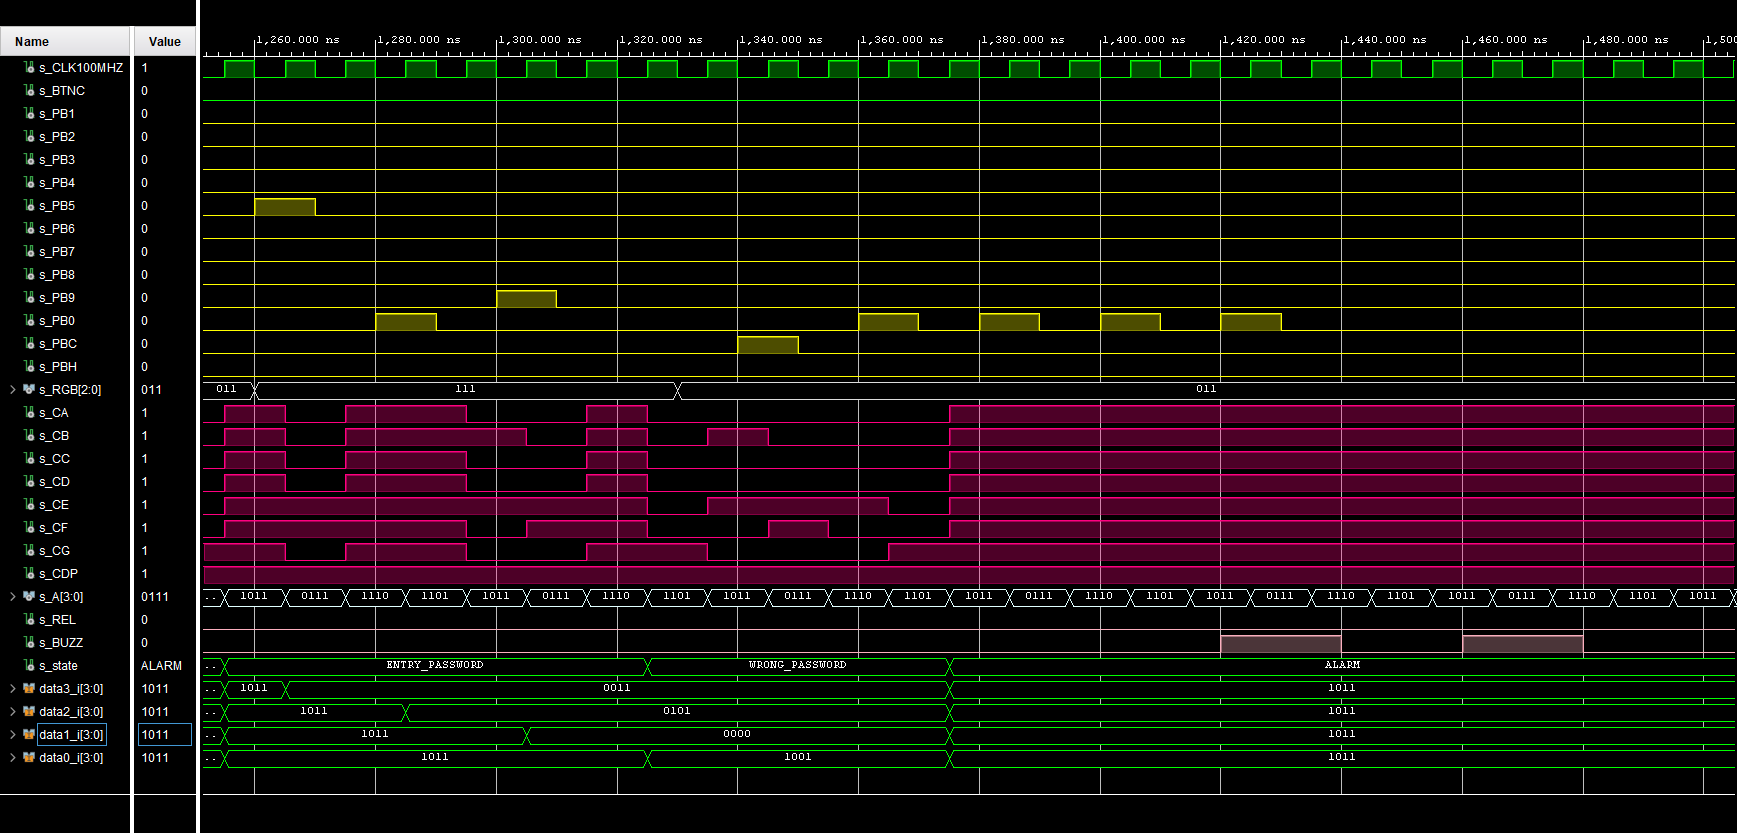 Name Value 1,260.000 ns 1,280.000 ns 1,300.000 ns 1,320.000 ns 1,340.000 ns 1,360.000 ns 1,380.000 ns 1,400.000 ns 1,420.000 ns 1,440.000 ns 1,460.000 ns 1,480.000 ns 1,500
s_CLK100MHZ 1
s_BTNC 0
s_PB1 0
s_PB2 0
s_PB3 0
s_PB4 0
s_PB5 0
s_PB6 0
s_PB7 0
s_PB8 0
s_PB9 0
s_PB0 0
s_PBC 0
s_PBH 0
s_RGB[2:0] 011 011 111 011
s_CA 1
s_CB 1
s_CC 1
s_CD 1
s_CE 1
s_CF 1
s_CG 1
s_CDP 1
s_A[3:0] 0111 .. 1011 0111 1110 1101 1011 0111 1110 1101 1011 0111 1110 1101 1011 0111 1110 1101 1011 0111 1110 1101 1011 0111 1110 1101 1011
s_REL 0
s_BUZZ 0
s_state ALARM .. ENTRY_PASSWORD WRONG_PASSWORD ALARM
data3_i[3:0] 1011 .. 1011 0011 1011
data2_i[3:0] 1011 .. 1011 0101 1011
data1_i[3:0] 1011 .. 1011 0000 1011
data0_i[3:0] 1011 .. 1011 1001 1011